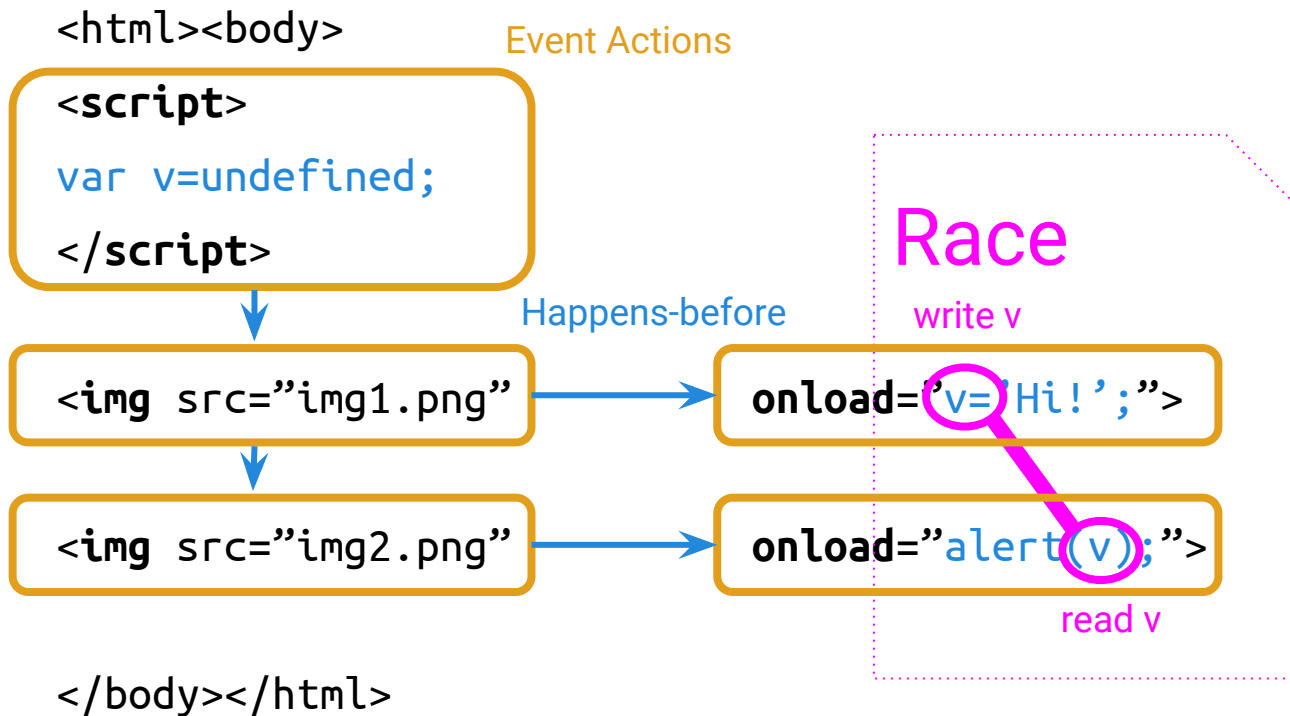 <html><body>
Event Actions
<script>
var v=undefined;
</script>
Race
Happens-before
write v
<img src=”img1.png”
onload=”v=’Hi!’;”>
<img src=”img2.png”
onload=”alert(v);”>
read v
</body></html>